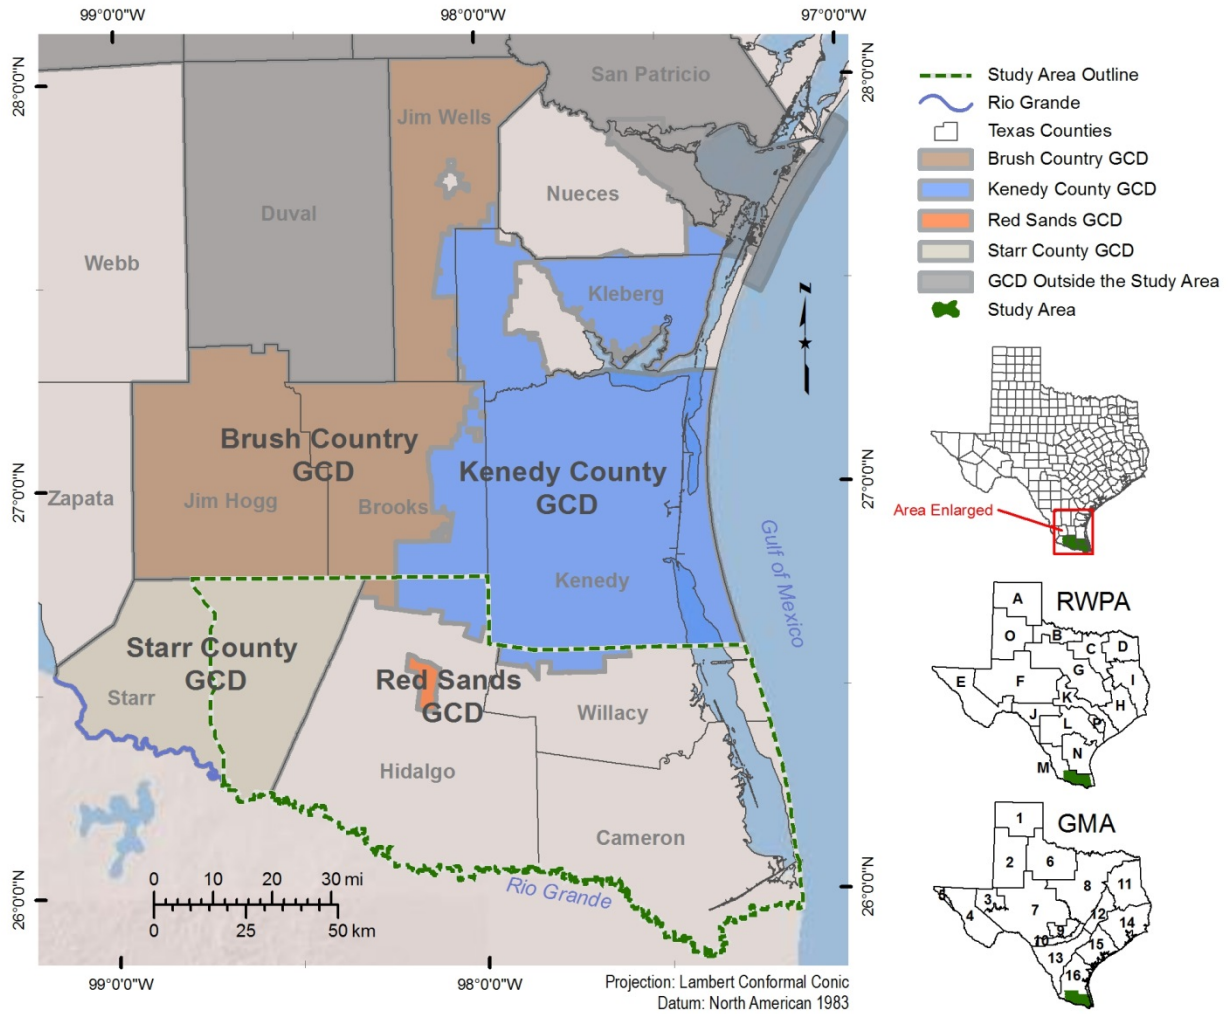 99°0'0"W 98°0'0"W 97°0'0"W
28°0'0"N
28°0'0"N
27°0'0"N
27°0'0"N
26°0'0"N
26°0'0"N
San Patricio
Jim Wells
Nueces
Duval
Webb
Kleberg
Brush Country
GCD
Kenedy County
GCD
Zapata
Jim Hogg
Brooks
Kenedy
Gulf of Mexico
Starr County
GCD
Starr
Red Sands
GCD
Willacy
Hidalgo
Cameron
Rio Grande
0 10 20 30 mi
0 25 50 km
99°0'0"W 98°0'0"W
Projection: Lambert Conformal Conic
Datum: North American 1983
Study Area Outline
Rio Grande
Texas Counties
Brush Country GCD
Kenedy County GCD
Red Sands GCD
Starr County GCD
GCD Outside the Study Area
Study Area
N
Area Enlarged
RWPA
A
O
B
C
D
E
F
G
I
K
H
J
L
P
N
M
GMA
1
2
6
8
11
5
3
4
7
12
14
9
10
15
13
16